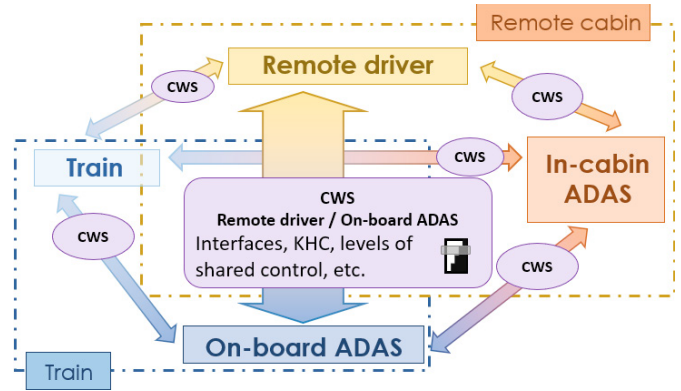 Remote cabin
Remote driver
CWS
CWS
Train
CWS
In-cabin
ADAS
CWS
Remote driver / On-board ADAS
Interfaces, KHC, levels of
shared control, etc.
CWS
CWS
On-board ADAS
Train